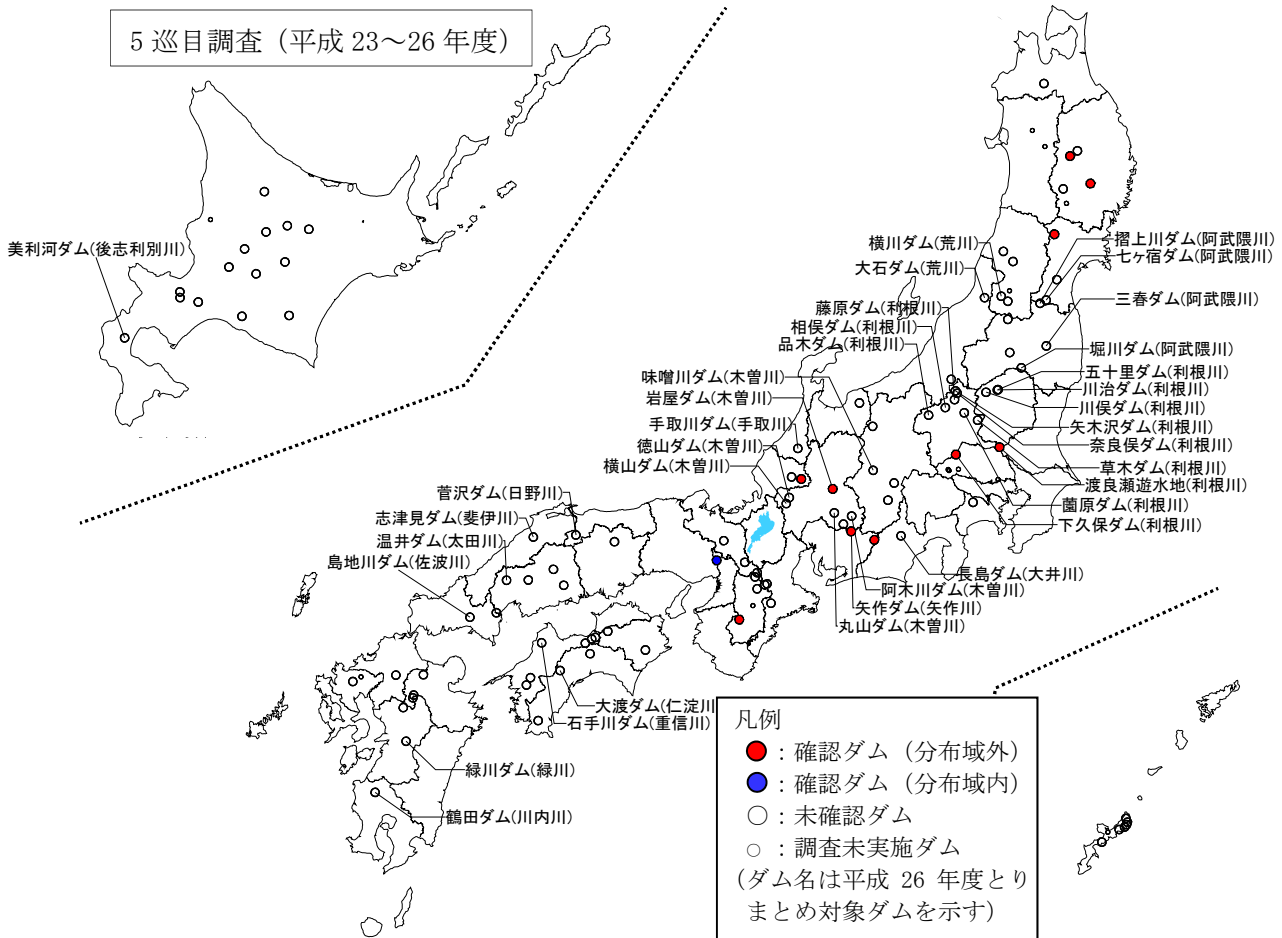 5 巡目調査（平成 23～26 年度）
美利河ダム(後志利別川)
横川ダム(荒川)
大石ダム(荒川)
藤原ダム(利根川)
相俣ダム(利根川)
品木ダム(利根川)
味噌川ダム(木曽川)
岩屋ダム(木曽川)
手取川ダム(手取川)
徳山ダム(木曽川)
横山ダム(木曽川)
菅沢ダム(日野川)
志津見ダム(斐伊川)
温井ダム(太田川)
島地川ダム(佐波川)
摺上川ダム(阿武隈川)
七ヶ宿ダム(阿武隈川)
三春ダム(阿武隈川)
堀川ダム(阿武隈川)
五十里ダム(利根川)
川治ダム(利根川)
川俣ダム(利根川)
矢木沢ダム(利根川)
奈良俣ダム(利根川)
草木ダム(利根川)
渡良瀬遊水地(利根川)
薗原ダム(利根川)
下久保ダム(利根川)
長島ダム(大井川)
阿木川ダム(木曽川)
矢作ダム(矢作川)
丸山ダム(木曽川)
大渡ダム(仁淀川
石手川ダム(重信川)
緑川ダム(緑川)
鶴田ダム(川内川)
凡例
：確認ダム（分布域外）
：確認ダム（分布域内）
○：未確認ダム
○：調査未実施ダム
(ダム名は平成 26 年度とり
まとめ対象ダムを示す)